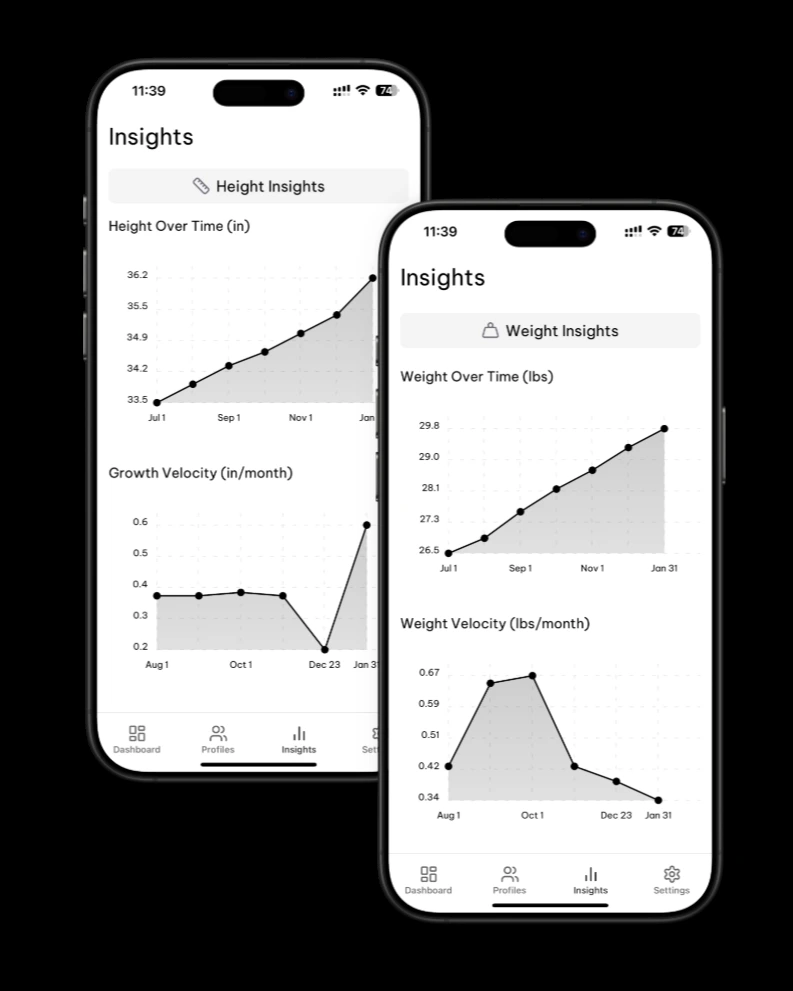 11:39
74
Insights
Height Insights
Height Over Time (in)
36.2
35.5
34.9
34.2
33.5
Jul 1 Sep 1 Nov 1 Jan
Growth Velocity (in/month)
0.6
0.5
0.4
0.3
0.2
Aug 1 Oct 1 Dec 23 Jan 31
Dashboard Profiles Insights Sett
11:39
74
Insights
Weight Insights
Weight Over Time (lbs)
29.8
29.0
28.1
27.3
26.5
Jul 1 Sep 1 Nov 1 Jan 31
Weight Velocity (lbs/month)
0.67
0.59
0.51
0.42
0.34
Aug 1 Oct 1 Dec 23 Jan 31
Dashboard Profiles Insights Settings